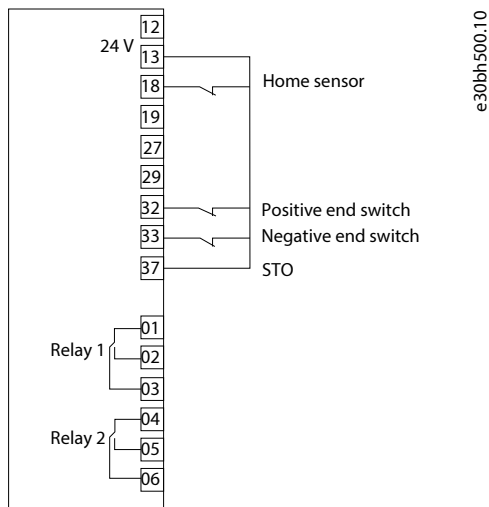 12
24 V
13
18
Home sensor
19
27
29
32
Positive end switch
33
Negative end switch
37
STO
01
Relay 1
02
03
04
Relay 2
05
06
e30bh500.10